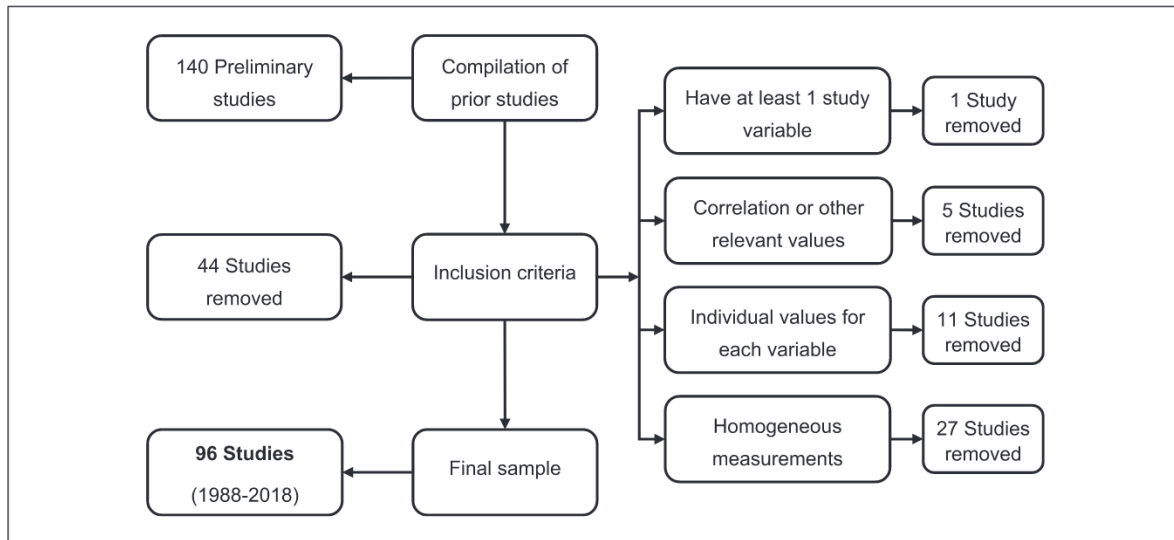 140 Preliminary
studies
Compilation of
prior studies
Have at least 1 study
variable
1 Study
removed
Correlation or other
relevant values
5 Studies
removed
44 Studies
removed
Inclusion criteria
Individual values for
each variable
11 Studies
removed
Homogeneous
measurements
27 Studies
removed
96 Studies
(1988-2018)
Final sample